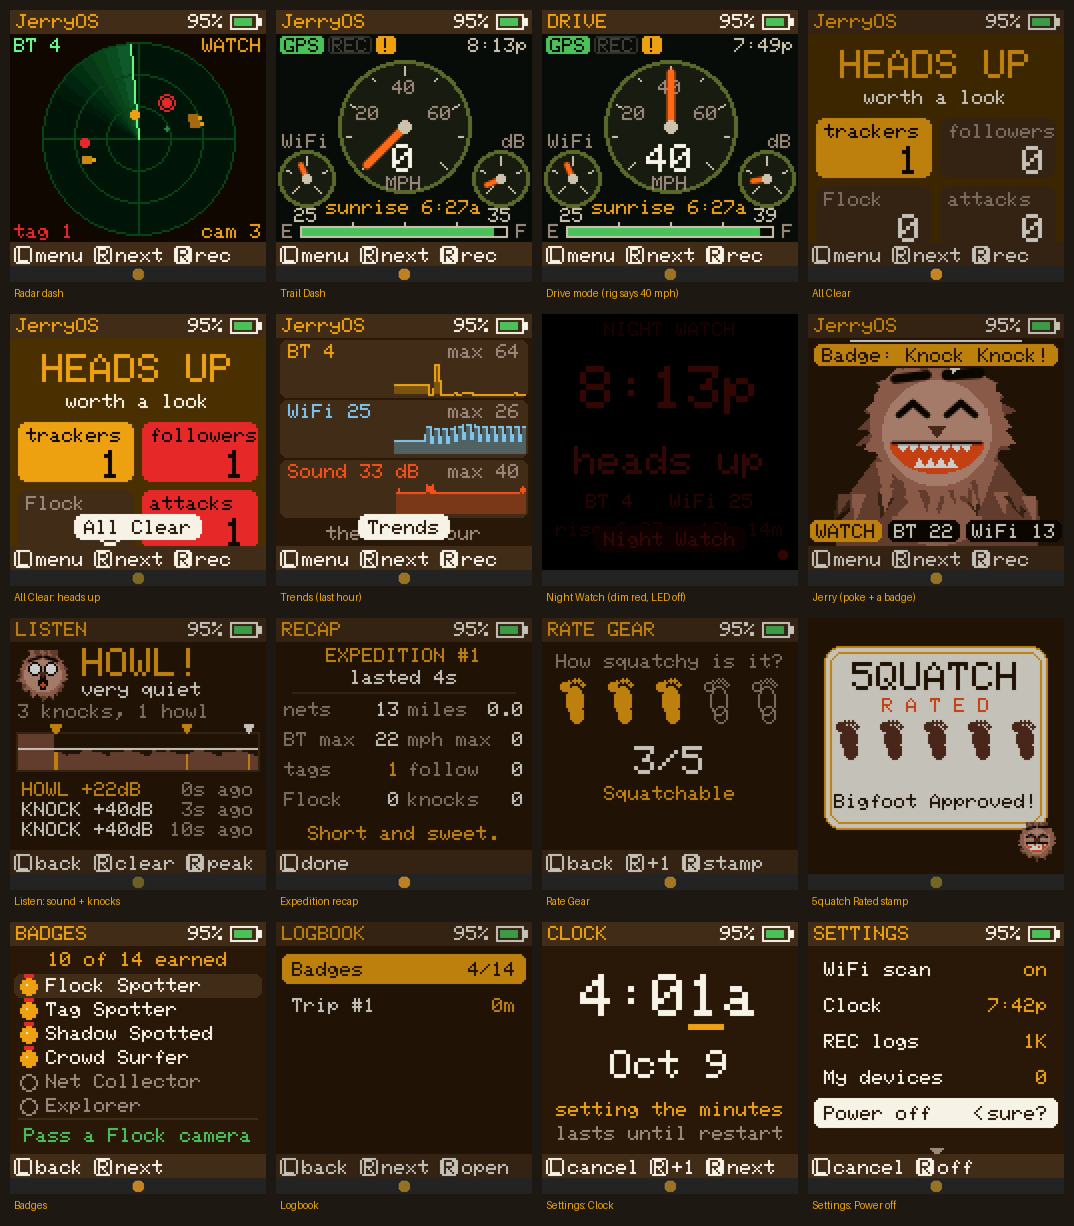 JerryOS 95%
BT 4 WATCH
tag 1 cam 3
L menu R next R rec
Radar dash
JerryOS 95%
GPS REC ! 8:13p
20 40 60
WiFi dB
0
MPH
25 sunrise 6:27a 35
E F
L menu R next R rec
Trail Dash
DRIVE 95%
GPS REC ! 7:49p
20 40 60
WiFi dB
40
MPH
25 sunrise 6:27a 39
E F
L menu R next R rec
Drive mode (rig says 40 mph)
JerryOS 95%
HEADS UP
worth a look
trackers followers
1 0
Flock attacks
0 0
L menu R next R rec
All Clear
JerryOS 95%
HEADS UP
worth a look
trackers followers
1 1
Flock attacks
1
All Clear
L menu R next R rec
All Clear: heads up
JerryOS 95%
BT 4 max 64
WiFi 25 max 26
Sound 33 dB max 40
Trends
L menu R next R rec
Trends (last hour)
NIGHT WATCH
8:13p
heads up
BT 4 WiFi 25
Night Watch
Night Watch (dim red, LED off)
JerryOS 95%
Badge: Knock Knock!
WATCH BT 22 WiFi 13
L menu R next R rec
Jerry (poke + a badge)
LISTEN 95%
HOWL!
very quiet
3 knocks, 1 howl
HOWL +22dB 0s ago
KNOCK +40dB 3s ago
KNOCK +40dB 10s ago
L back R clear R peak
Listen: sound + knocks
RECAP 95%
EXPEDITION #1
lasted 4s
nets 13 miles 0.0
BT max 22 mph max 0
tags 1 follow 0
Flock 0 knocks 0
Short and sweet.
L done
Expedition recap
RATE GEAR 95%
How squatchy is it?
3/5
Squatchable
L back R +1 R stamp
Rate Gear
5QUATCH
RATED
Bigfoot Approved!
5quatch Rated stamp
BADGES 95%
10 of 14 earned
Flock Spotter
Tag Spotter
Shadow Spotted
Crowd Surfer
Net Collector
Explorer
Pass a Flock camera
L back R next
Badges
LOGBOOK 95%
Badges 4/14
Trip #1 0m
L back R next R open
Logbook
CLOCK 95%
4:01a
Oct 9
setting the minutes
lasts until restart
L cancel R +1 R next
Settings: Clock
SETTINGS 95%
WiFi scan on
Clock 7:42p
REC logs 1K
My devices 0
Power off <sure?
L cancel R off
Settings: Power off